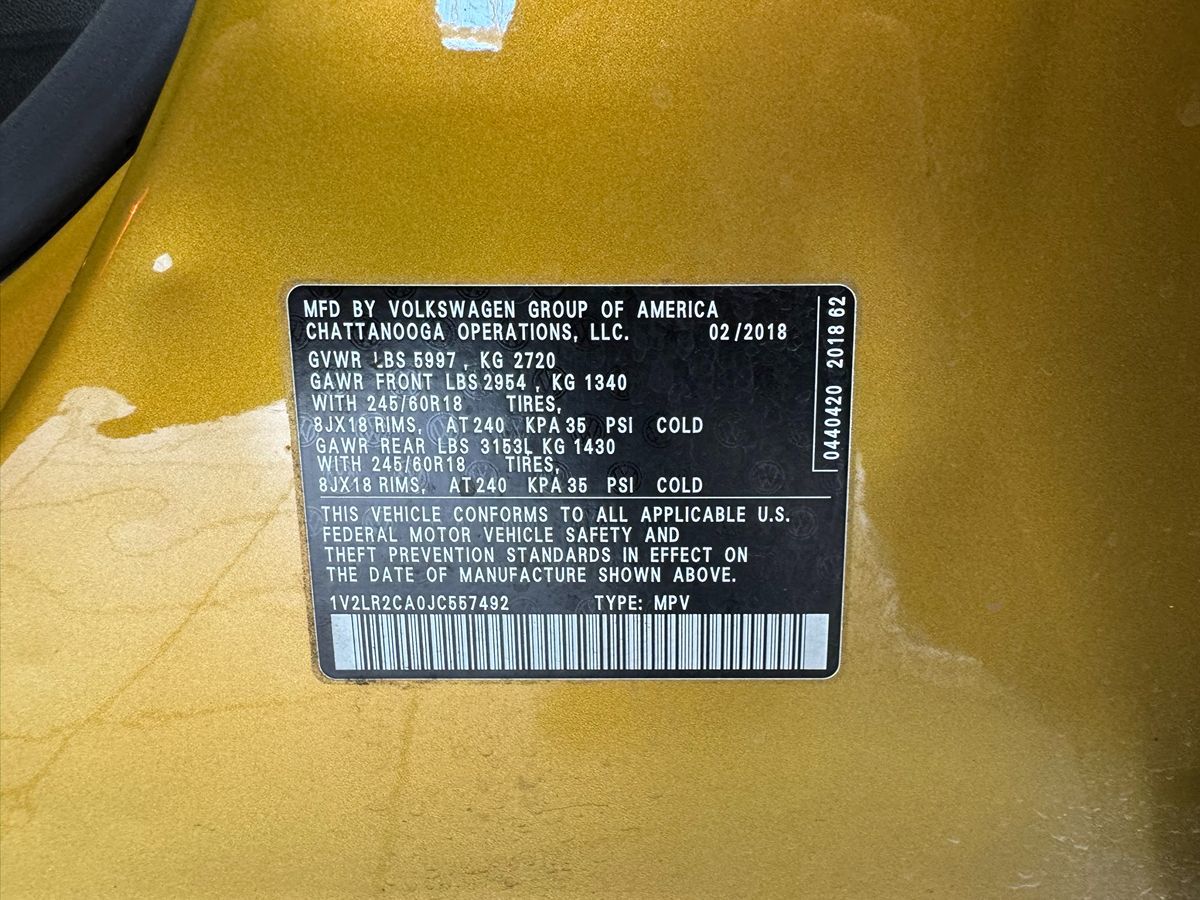 MFD BY VOLKSWAGEN GROUP OF AMERICA
CHATTANOOGA OPERATIONS, LLC. 02/2018
GVWR LBS 5997 , KG 2720
GAWR FRONT LBS 2954 , KG 1340
WITH 245/60R18 TIRES,
8JX18 RIMS, AT 240 KPA 35 PSI COLD
GAWR REAR LBS 3153L KG 1430
WITH 245/60R18 TIRES,
8JX18 RIMS, AT 240 KPA 35 PSI COLD
THIS VEHICLE CONFORMS TO ALL APPLICABLE U.S.
FEDERAL MOTOR VEHICLE SAFETY AND
THEFT PREVENTION STANDARDS IN EFFECT ON
THE DATE OF MANUFACTURE SHOWN ABOVE.
1V2LR2CA0JC557492 TYPE: MPV
0440420 2018 62